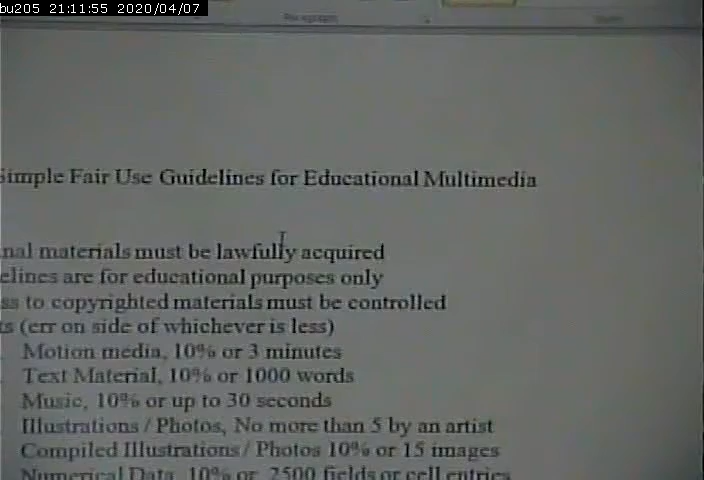 bu205 21:11:55 2020/04/07
Paragraph
Simple Fair Use Guidelines for Educational Multimedia
nal materials must be lawfully acquired
elines are for educational purposes only
ss to copyrighted materials must be controlled
ts (err on side of whichever is less)
Motion media, 10% or 3 minutes
Text Material, 10% or 1000 words
Music, 10% or up to 30 seconds
Illustrations / Photos, No more than 5 by an artist
Compiled Illustrations / Photos 10% or 15 images
Numerical Data, 10% or 2500 fields or cell entries